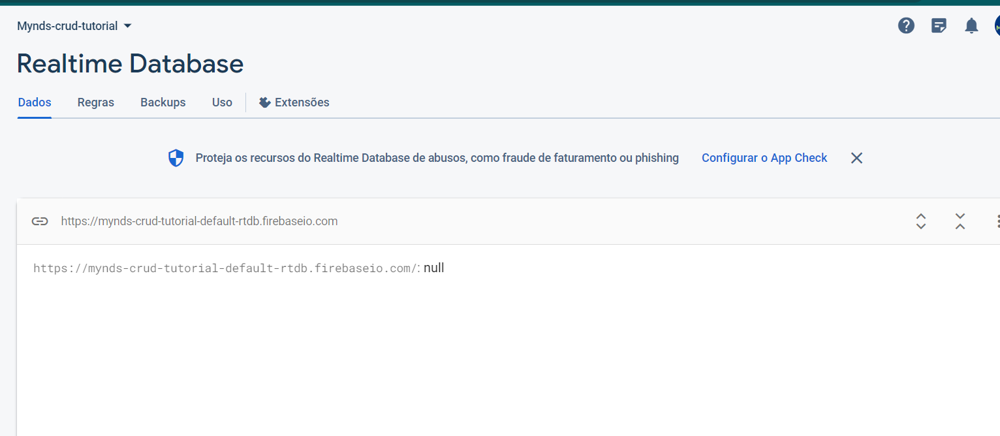 Mynds-crud-tutorial
Realtime Database
Dados Regras Backups Uso Extensões
Proteja os recursos do Realtime Database de abusos, como fraude de faturamento ou phishing Configurar o App Check
https://mynds-crud-tutorial-default-rtdb.firebaseio.com
https://mynds-crud-tutorial-default-rtdb.firebaseio.com/: null